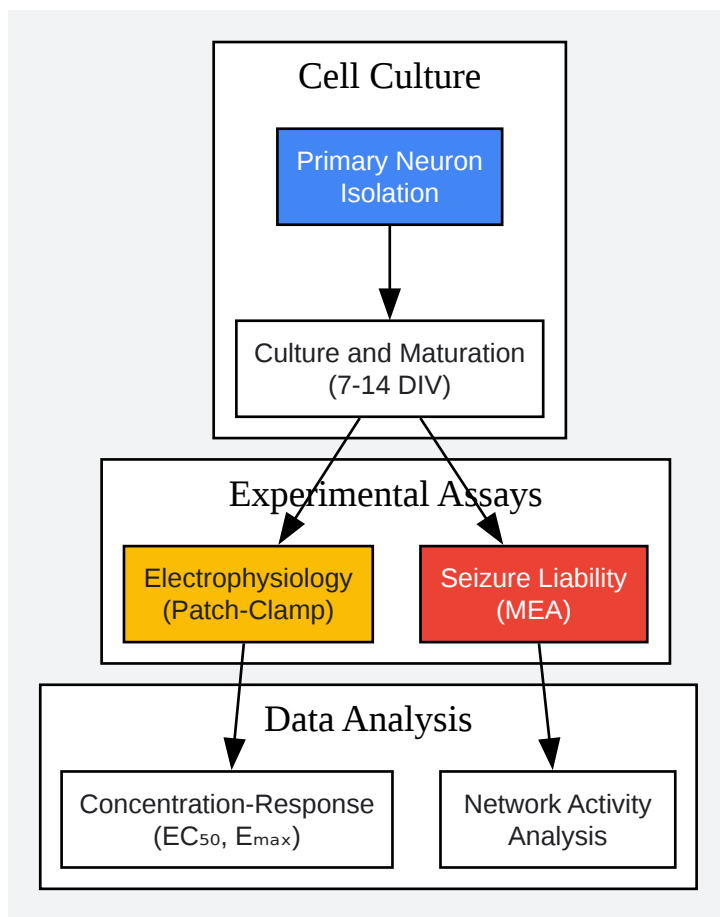 Cell Culture
Primary Neuron
Isolation
Culture and Maturation
(7-14 DIV)
Experimental Assays
Electrophysiology
(Patch-Clamp)
Seizure Liability
(MEA)
Data Analysis
Concentration-Response
(EC₅₀, Eₘₐₓ)
Network Activity
Analysis